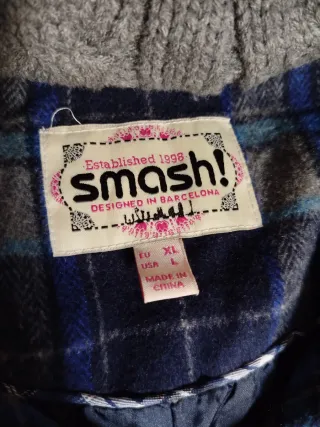 Established 1998
smash!
DESIGNED IN BARCELONA
EU XL
USA L
MADE IN
CHINA